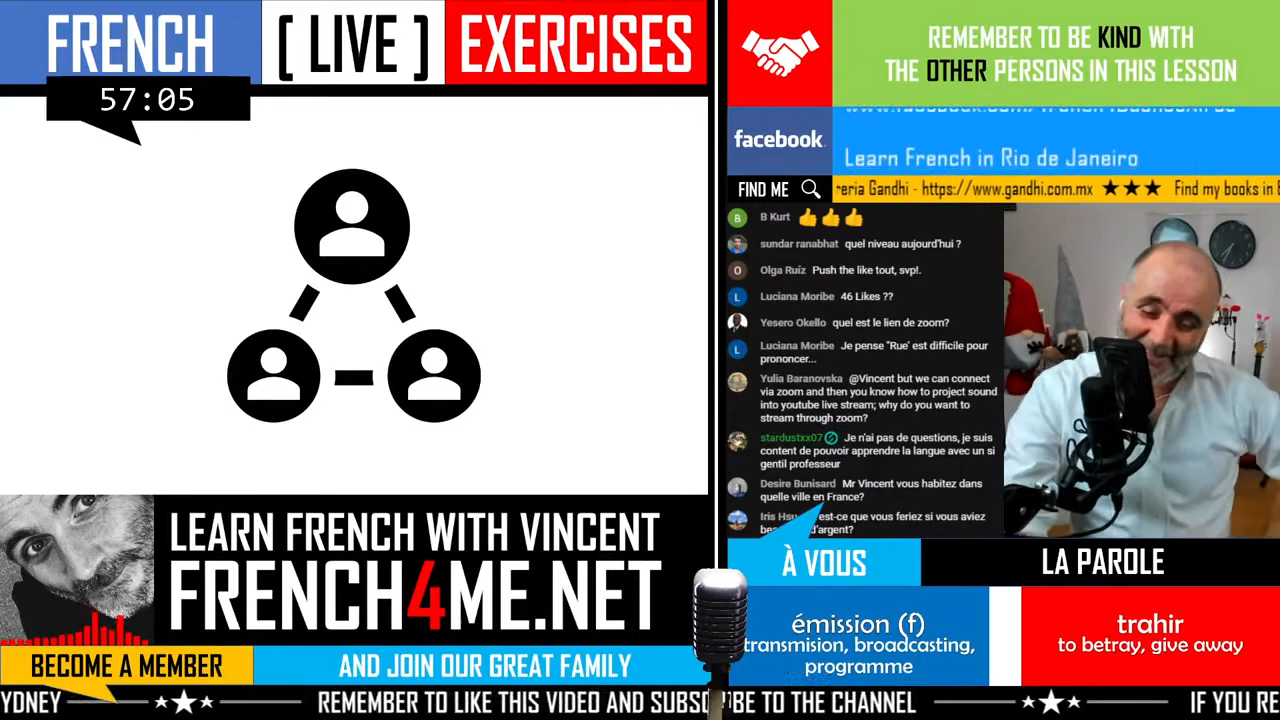 FRENCH
[ LIVE ]
EXERCISES
57:05
REMEMBER TO BE KIND WITH
THE OTHER PERSONS IN THIS LESSON
facebook
Learn French in Rio de Janeiro
FIND ME
reria Gandhi - https://www.gandhi.com.mx ★★★ Find my books in
B
B Kurt 👍👍👍
sundar ranabhat quel niveau aujourd'hui ?
O
Olga Ruíz Push the like tout, svp!.
L
Luciana Moribe 46 Likes ??
Yesero Okello quel est le lien de zoom?
L
Luciana Moribe Je pense "Rue' est difficile pour
prononcer...
Yulia Baranovska @Vincent but we can connect
via zoom and then you know how to project sound
into youtube live stream; why do you want to
stream through zoom?
stardustxx07 Je n'ai pas de questions, je suis
content de pouvoir apprendre la langue avec un si
gentil professeur
Desire Bunisard Mr Vincent vous habitez dans
quelle ville en France?
Iris Hsu est-ce que vous feriez si vous aviez
d'argent?
À VOUS
LA PAROLE
LEARN FRENCH WITH VINCENT
FRENCH4ME.NET
émission (f)
transmision, broadcasting,
programme
trahir
to betray, give away
BECOME A MEMBER
AND JOIN OUR GREAT FAMILY
YDNEY ★ REMEMBER TO LIKE THIS VIDEO AND SUBSC BE TO THE CHANNEL ★ IF YOU RE